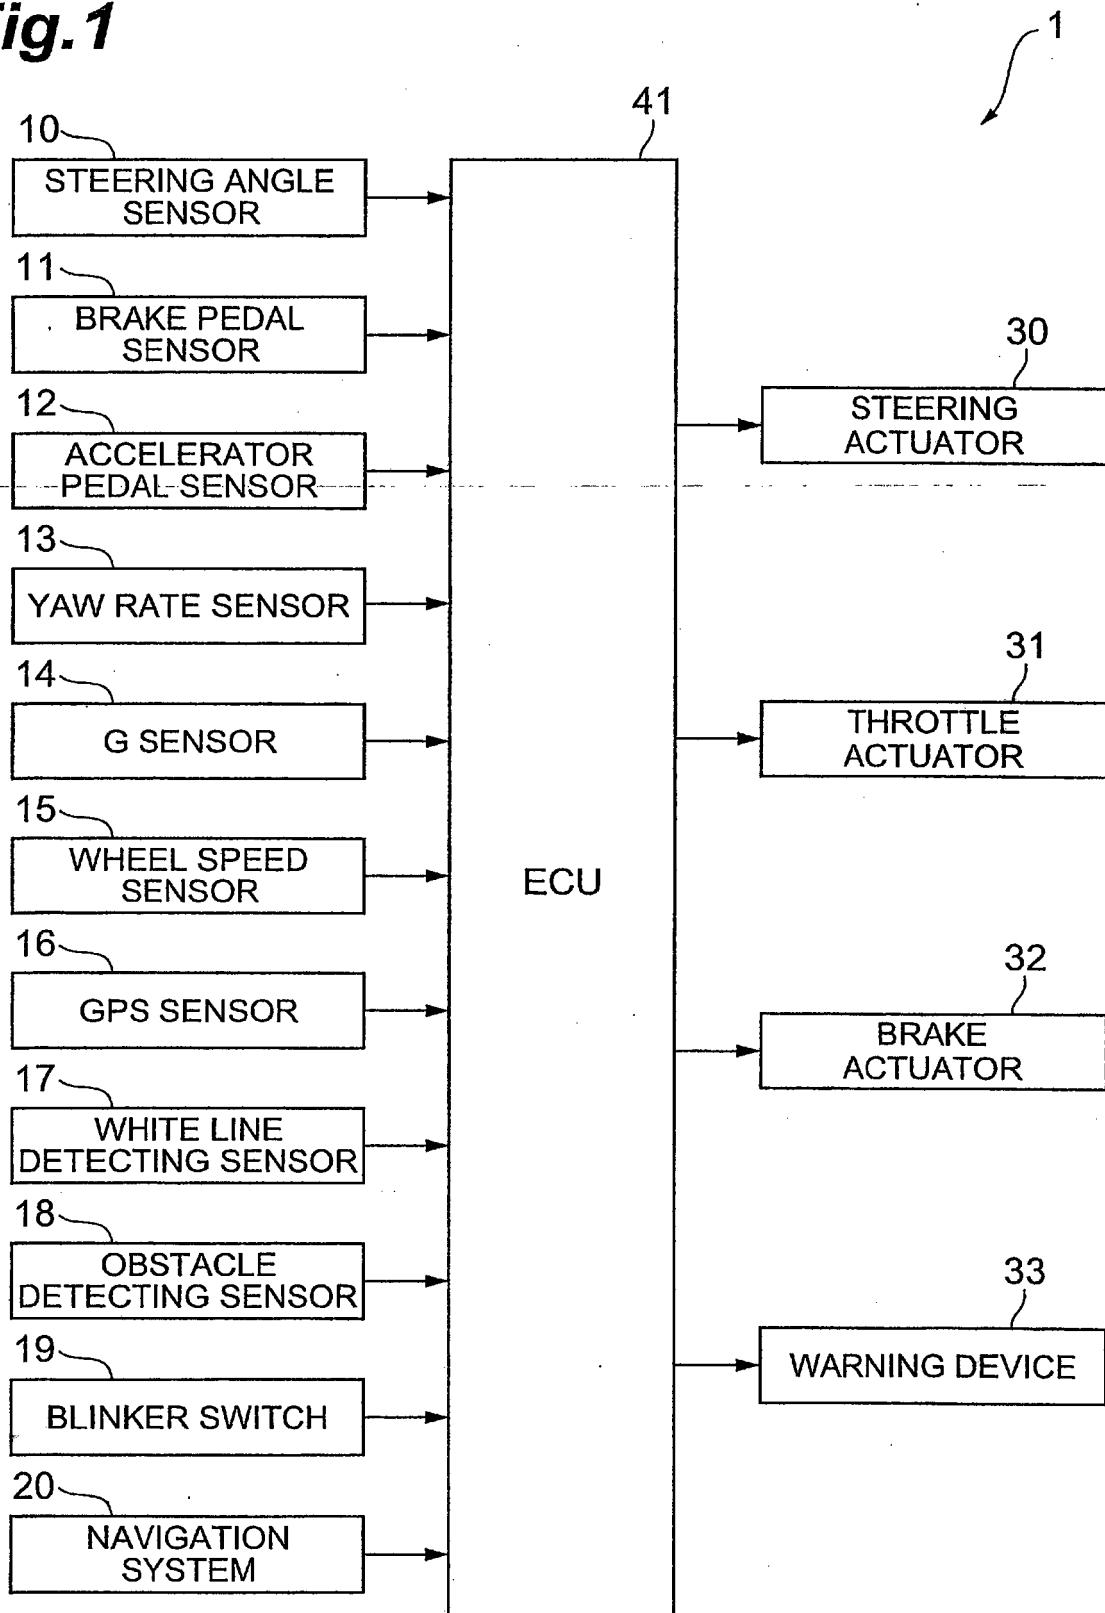 ig.1
1
41
10
STEERING ANGLE
SENSOR
11
BRAKE PEDAL
SENSOR
12
ACCELERATOR
PEDAL SENSOR
13
YAW RATE SENSOR
14
G SENSOR
15
WHEEL SPEED
SENSOR
16
GPS SENSOR
17
WHITE LINE
DETECTING SENSOR
18
OBSTACLE
DETECTING SENSOR
19
BLINKER SWITCH
20
NAVIGATION
SYSTEM
ECU
30
STEERING
ACTUATOR
31
THROTTLE
ACTUATOR
32
BRAKE
ACTUATOR
33
WARNING DEVICE